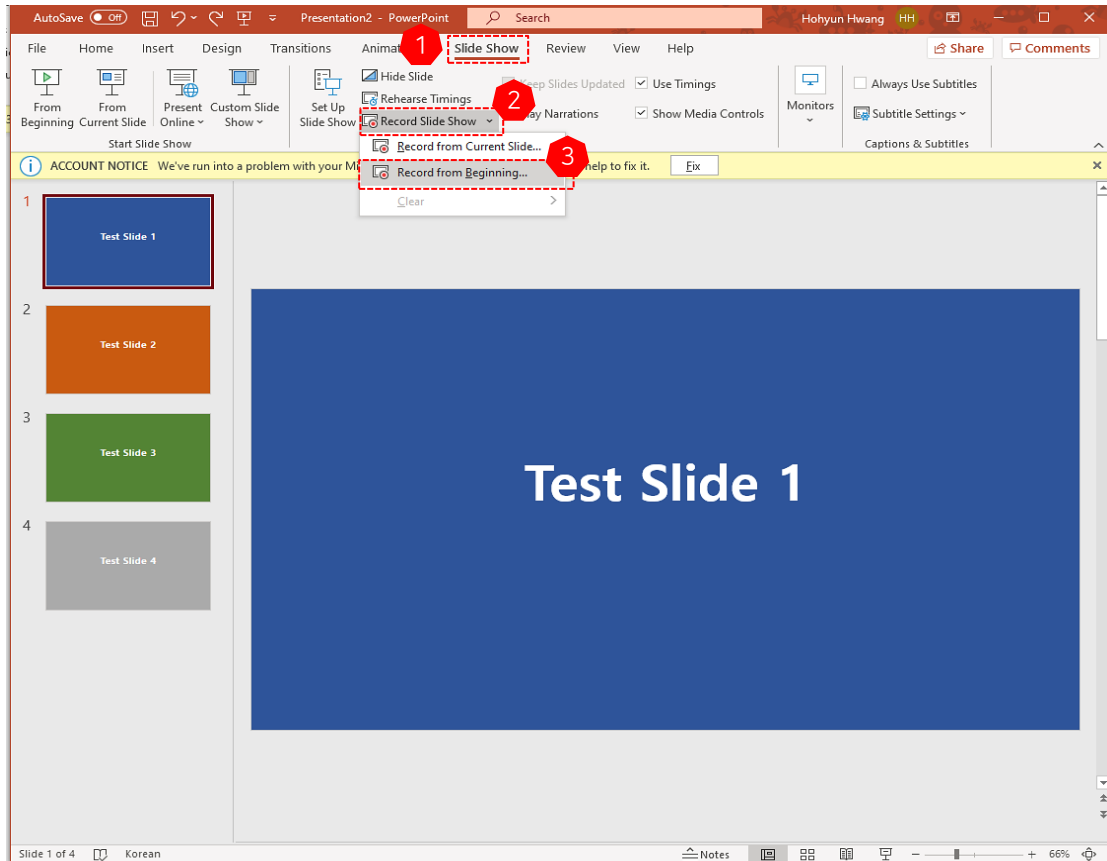 AutoSave Off Presentation2 - PowerPoint Search Hohyun Hwang HH
File Home Insert Design Transitions Animat 1 Slide Show Review View Help Share Comments
From Beginning
From Current Slide
Present Online
Custom Slide Show
Set Up Slide Show
Hide Slide
Rehearse Timings
2
Record Slide Show
Keep Slides Updated
Use Timings
Narrations
Show Media Controls
Monitors
Always Use Subtitles
Subtitle Settings
Start Slide Show
Captions & Subtitles
Record from Current Slide...
3
Record from Beginning...
Clear
ACCOUNT NOTICE We've run into a problem with your Mi help to fix it. Fix
1
Test Slide 1
2
Test Slide 2
3
Test Slide 3
4
Test Slide 4
Test Slide 1
Slide 1 of 4 Korean Notes 66%